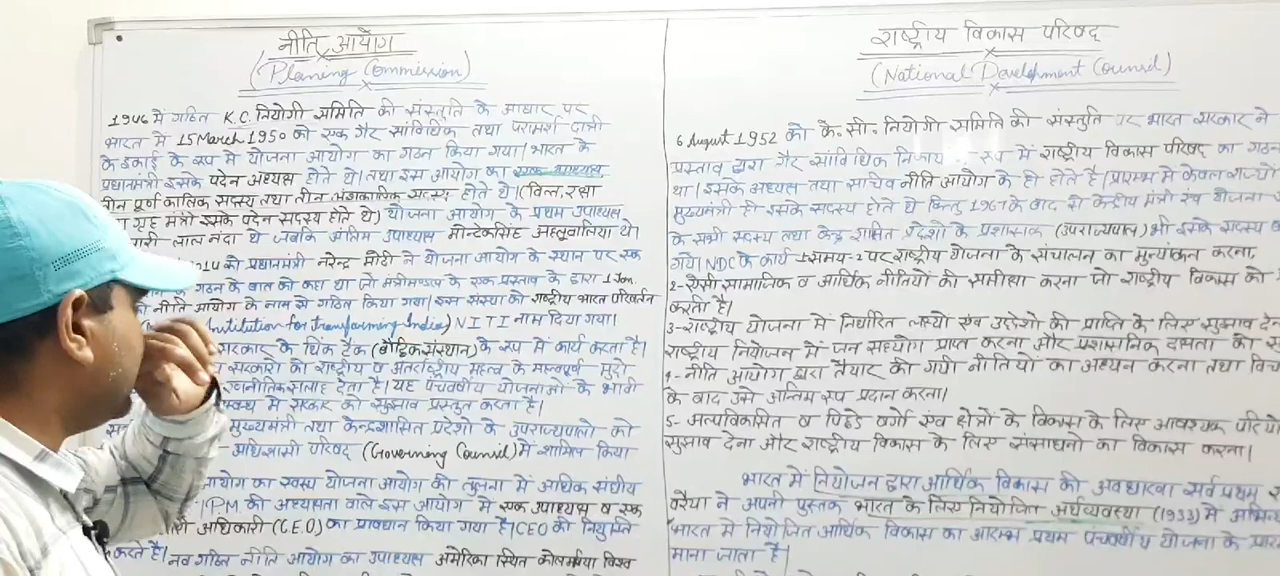 नीति आयोग
(Planing Commission)
1946 में गठित K.C. नियोगी समिति की संस्तुति के आधार पर
भारत में 15 March 1950 को एक गैर सांविधिक तथा परामर्श दात्री
के इकाई के रूप में योजना आयोग का गठन किया गया। भारत के
प्रधानमंत्री इसके पदेन अध्यक्ष होते थे। तथा इस आयोग का एक उपाध्यक्ष
तीन पूर्ण कालिक सदस्य तथा तीन अंशकालिक सदस्य होते थे। (वित्त, रक्षा
गृह मंत्री इसके पदेन सदस्य होते थे) योजना आयोग के प्रथम उपाध्यक्ष
लाल नंदा थे जबकि अंतिम उपाध्यक्ष मोन्टेकसिंह अहलूवालिया थे।
को प्रधानमंत्री नरेन्द्र मोदी ने योजना आयोग के स्थान पर एक
गठन के बात को कहा था जो मंत्रीमण्डल के एक प्रस्ताव के द्वारा 1 Jan.
को नीति आयोग के नाम से गठित किया गया। इस संस्था को राष्ट्रीय भारत परिवर्तन
Institution for transforming India) NITI नाम दिया गया।
सरकार के थिंक टैंक (बौद्धिक संस्थान) के रूप में कार्य करता है।
सरकारो को राष्ट्रीय व अंतराष्ट्रीय महत्व के महत्वपूर्ण मुद्दो
रणनीतिक सलाह देता है। यह पंचवर्षीय योजनाओ के भावी
सम्बन्ध में सरकार को सुझाव प्रस्तुत करता है।
मुख्यमंत्री तथा केन्द्रशासित प्रदेशो के उपराज्यपालो को
अधिशासी परिषद (Governing Council) में शामिल किया
आयोग का स्वरूप योजना आयोग की तुलना में अधिक संघीय
PM की अध्यक्षता वाले इस आयोग में एक उपाध्यक्ष व एक
अधिकारी (C.E.O) का प्रावधान किया गया है। CEO की नियुक्ति
करते है। नव गठित नीति आयोग का उपाध्यक्ष अमेरिका स्थित कोलम्बिया विश्व
राष्ट्रीय विकास परिषद
(National Development Council)
6 August 1952 को के. सी. नियोगी समिति की संस्तुति पर भारत सरकार ने
प्रस्ताव द्वारा गैर सांविधिक निकाय रूप में राष्ट्रीय विकास परिषद का गठन
था। इसके अध्यक्ष तथा सचिव नीति आयोग के ही होते है। प्रारम्भ में केवल राज्यो
मुख्यमंत्री ही इसके सदस्य होते थे किन्तु 1967 के बाद से केन्द्रीय मंत्री एवं योजना
के सभी सदस्य तथा केन्द्र शासित प्रदेशो के प्रशासक (उपराज्यपाल) भी इसके सदस्य
गये। NDC के कार्य 1- समय-2 पर राष्ट्रीय योजना के संचालन का मुल्यांकन करना,
2- ऐसी सामाजिक व आर्थिक नीतियों की समीक्षा करना जो राष्ट्रीय विकास को
करती है।
3- राष्ट्रीय योजना में निर्धारित लक्ष्यों एवं उद्देशो की प्राप्ति के लिए सुझाव
राष्ट्रीय नियोजन में जन सहयोग प्राप्त करना और प्रशासनिक दक्षता को
4- नीति आयोग द्वारा तैयार की गयी नीतियों का अध्ययन करना तथा
के बाद उसे अन्तिम रूप प्रदान करना।
5- अल्पविकसित व पिछडे वर्गो एवं क्षेत्रों के विकास के लिए आवश्यक
सुझाव देना और राष्ट्रीय विकास के लिए संसाधनो का विकास करना।
भारत में नियोजन द्वारा आर्थिक विकास की अवधारणा सर्व प्रथम
वरैया ने अपनी पुस्तक भारत के लिए नियोजित अर्थव्यवस्था (1933) में
भारत में नियोजित आर्थिक विकास का आरम्भ प्रथम पंचवर्षीय योजना के
माना जाता है।